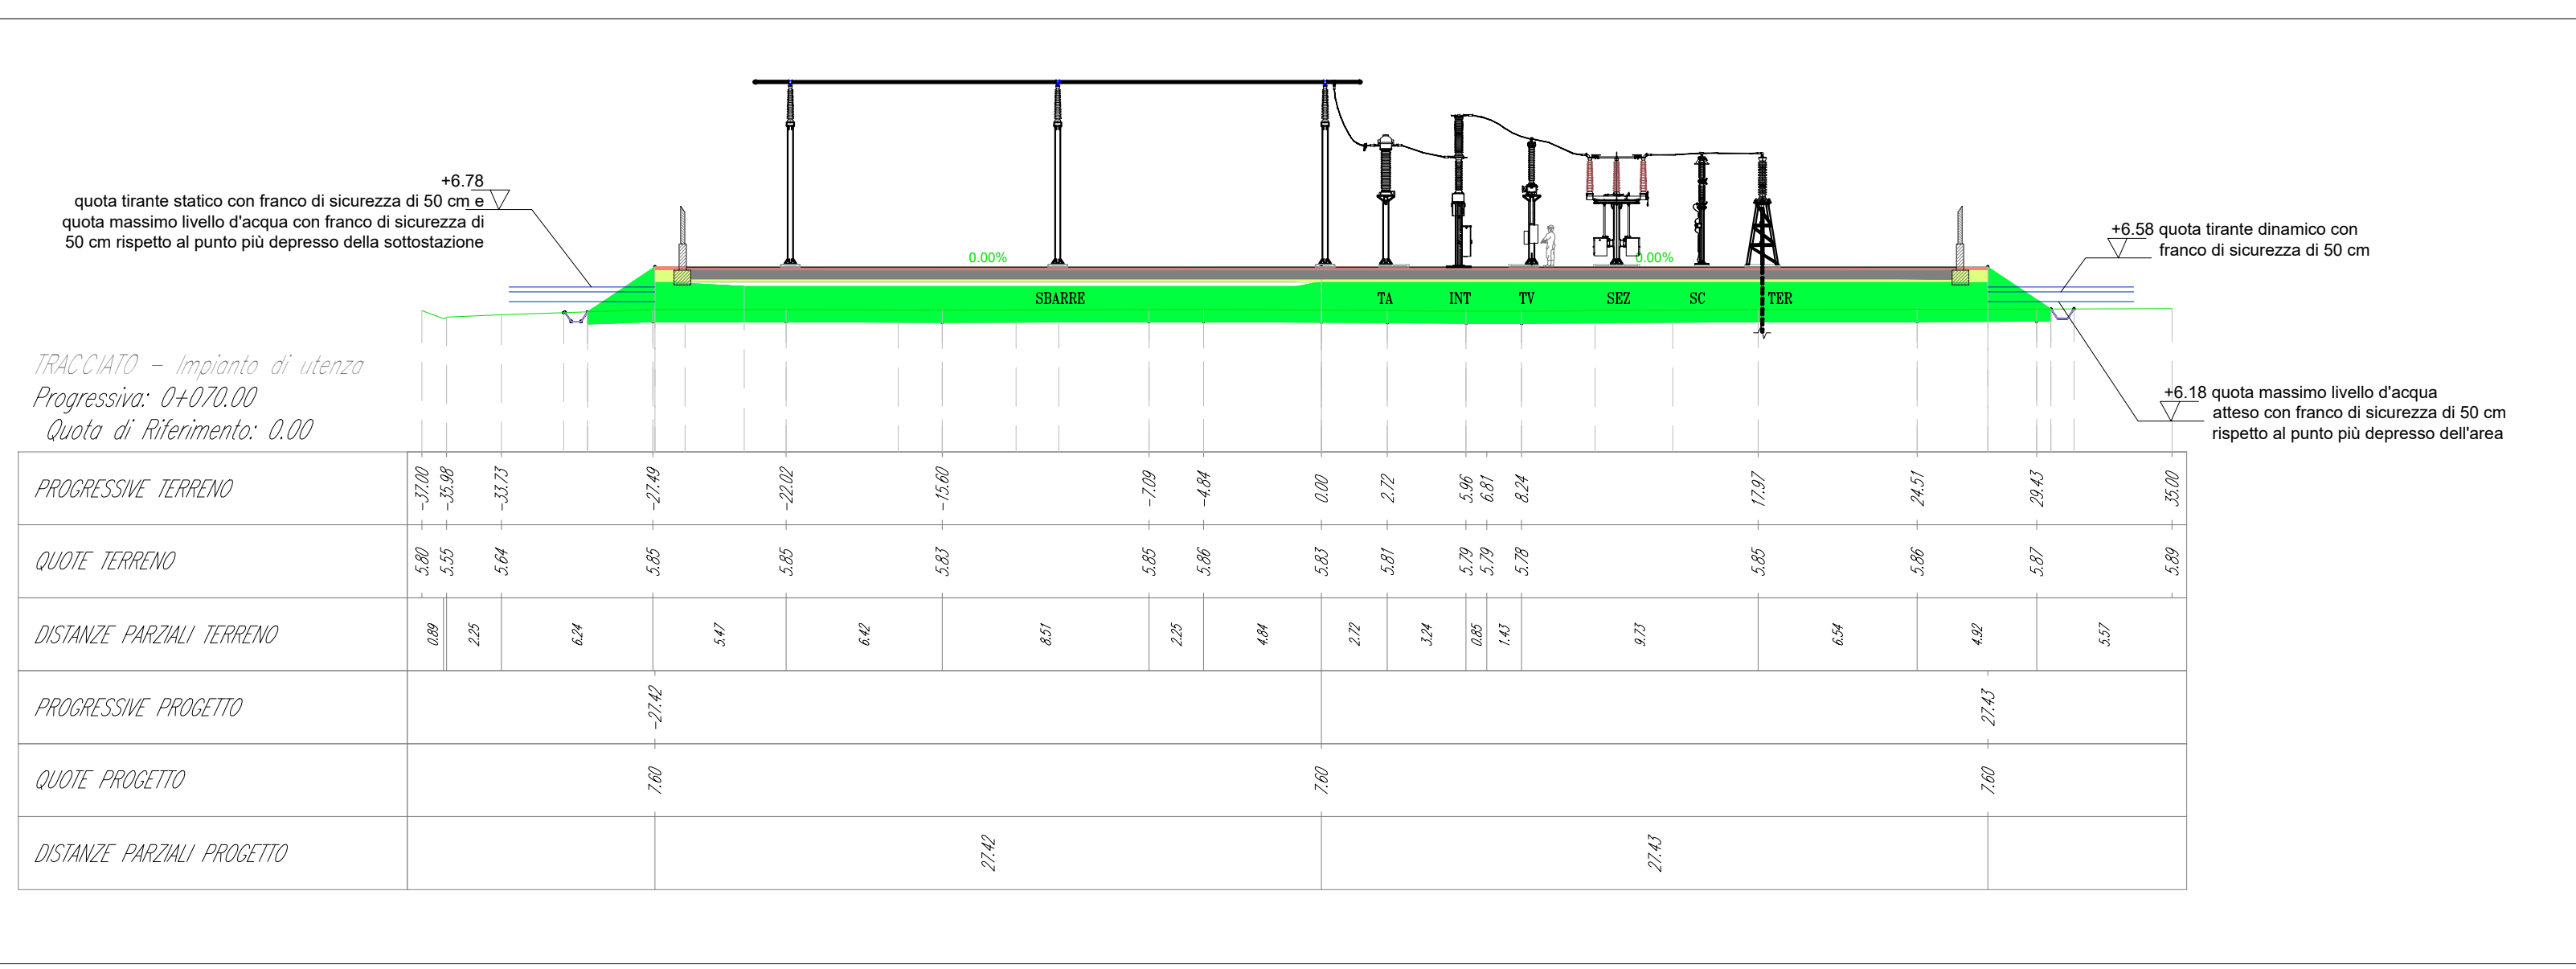 +6.78
quota tirante statico con franco di sicurezza di 50 cm e
quota massimo livello d'acqua con franco di sicurezza di
50 cm rispetto al punto più depresso della sottostazione
+6.58 quota tirante dinamico con
franco di sicurezza di 50 cm
0.00% 0.00%
SBARRE TA INT TV SEZ SC TER
+6.18 quota massimo livello d'acqua
atteso con franco di sicurezza di 50 cm
rispetto al punto più depresso dell'area
TRACCIATO – Impianto di utenza
Progressiva: 0+070.00
Quota di Riferimento: 0.00
PROGRESSIVE TERRENO -37.00 -35.98 -33.73 -27.49 -22.02 -15.60 -7.09 -4.84 0.00 2.72 5.96 6.81 8.24 17.97 24.51 29.43 35.00
QUOTE TERRENO 5.80 5.55 5.64 5.85 5.85 5.83 5.85 5.86 5.83 5.81 5.79 5.79 5.78 5.85 5.86 5.87 5.89
DISTANZE PARZIALI TERRENO 0.89 2.25 6.24 5.47 6.42 8.51 2.25 4.84 2.72 3.24 0.85 1.43 9.73 6.54 4.92 5.57
PROGRESSIVE PROGETTO -27.42 27.43
QUOTE PROGETTO 7.60 7.60 7.60
DISTANZE PARZIALI PROGETTO 27.42 27.43